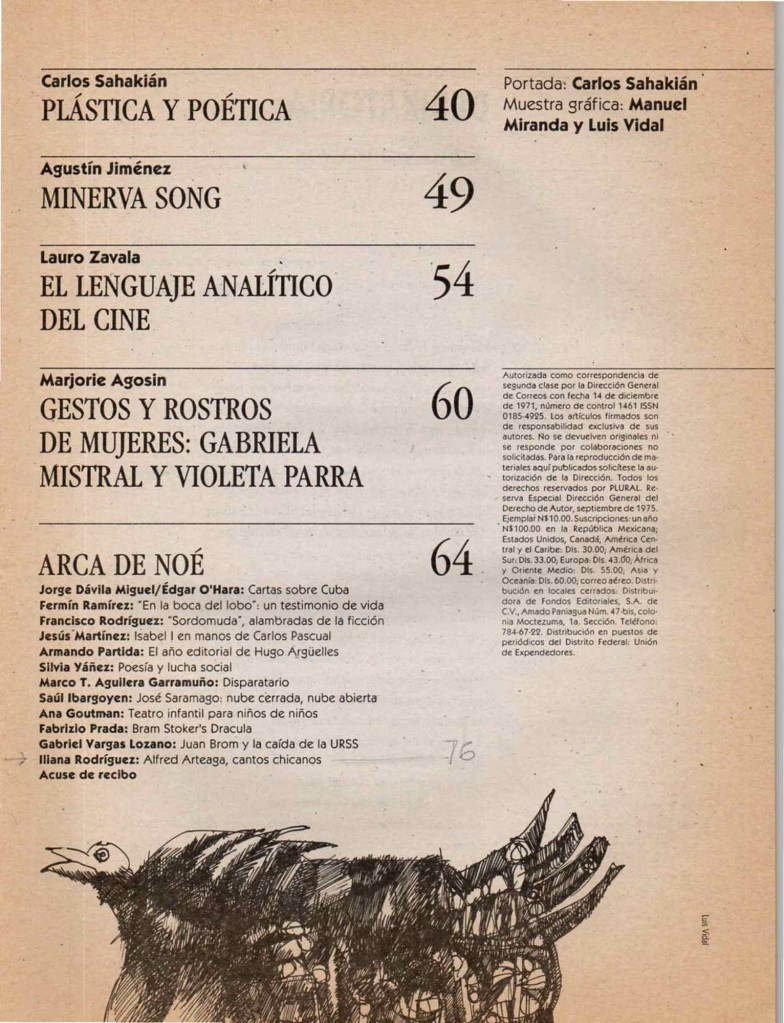 Carlos Sahakián
PLÁSTICA Y POÉTICA 40
Agustín Jiménez
MINERVA SONG 49
Lauro Zavala
EL LENGUAJE ANALÍTICO 54
DEL CINE
Marjorie Agosin
GESTOS Y ROSTROS 60
DE MUJERES: GABRIELA
MISTRAL Y VIOLETA PARRA
ARCA DE NOÉ 64
Jorge Dávila Miguel/Édgar O'Hara: Cartas sobre Cuba
Fermín Ramírez: "En la boca del lobo": un testimonio de vida
Francisco Rodríguez: "Sordomuda", alambradas de la ficción
Jesús Martínez: Isabel I en manos de Carlos Pascual
Armando Partida: El año editorial de Hugo Argüelles
Silvia Yáñez: Poesía y lucha social
Marco T. Aguilera Garramuño: Disparatario
Saúl Ibargoyen: José Saramago: nube cerrada, nube abierta
Ana Goutman: Teatro infantil para niños de niños
Fabrizio Prada: Bram Stoker's Dracula
Gabriel Vargas Lozano: Juan Brom y la caída de la URSS
Iliana Rodríguez: Alfred Arteaga, cantos chicanos 76
Acuse de recibo
Portada: Carlos Sahakián
Muestra gráfica: Manuel
Miranda y Luis Vidal
Autorizada como correspondencia de
segunda clase por la Dirección General
de Correos con fecha 14 de diciembre
de 1971, número de control 1461 ISSN
0185-4925. Los artículos firmados son
de responsabilidad exclusiva de sus
autores. No se devuelven originales ni
se responde por colaboraciones no
solicitadas. Para la reproducción de ma-
teriales aquí publicados solicítese la au-
torización de la Dirección. Todos los
derechos reservados por PLURAL. Re-
serva Especial Dirección General del
Derecho de Autor, septiembre de 1975.
Ejemplar N$10.00. Suscripciones: un año
N$100.00 en la República Mexicana;
Estados Unidos, Canadá, América Cen-
tral y el Caribe: Dls. 30.00; América del
Sur: Dls. 33.00; Europa: Dls. 43.00; África
y Oriente Medio: Dls. 55.00; Asia y
Oceanía: Dls. 60.00; correo aéreo. Distri-
bución en locales cerrados: Distribui-
dora de Fondos Editoriales, S.A. de
C.V., Amado Paniagua Núm. 47-bis, colo-
nia Moctezuma, 1a. Sección. Teléfono:
784-67-22. Distribución en puestos de
periódicos del Distrito Federal: Unión
de Expendedores.
Luis Vidal